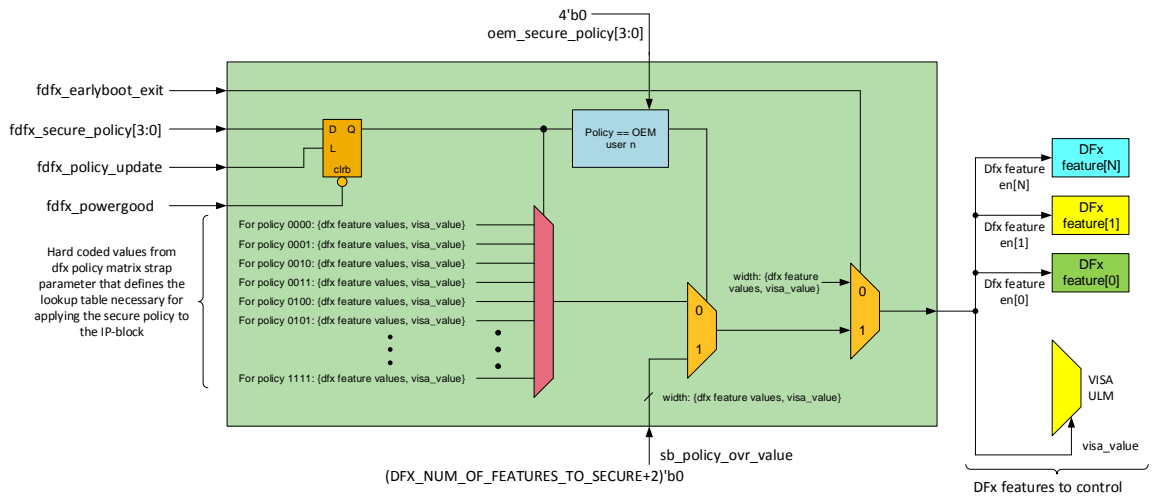 4'b0
oem_secure_policy[3:0]
fdfx_earlyboot_exit
fdfx_secure_policy[3:0]
fdfx_policy_update
fdfx_powergood
D Q
L
clrb
Policy == OEM
user n
Hard coded values from
dfx policy matrix strap
parameter that defines the
lookup table necessary for
applying the secure policy to
the IP-block
For policy 0000: {dfx feature values, visa_value}
For policy 0001: {dfx feature values, visa_value}
For policy 0010: {dfx feature values, visa_value}
For policy 0011: {dfx feature values, visa_value}
For policy 0100: {dfx feature values, visa_value}
For policy 0101: {dfx feature values, visa_value}
For policy 1111: {dfx feature values, visa_value}
0
1
width: {dfx feature
values, visa_value}
0
1
width: {dfx feature values, visa_value}
sb_policy_ovr_value
(DFX_NUM_OF_FEATURES_TO_SECURE+2)'b0
DFx
feature[N]
DFx feature
en[N]
DFx
feature[1]
DFx feature
en[1]
DFx
feature[0]
DFx feature
en[0]
VISA
ULM
visa_value
DFx features to control